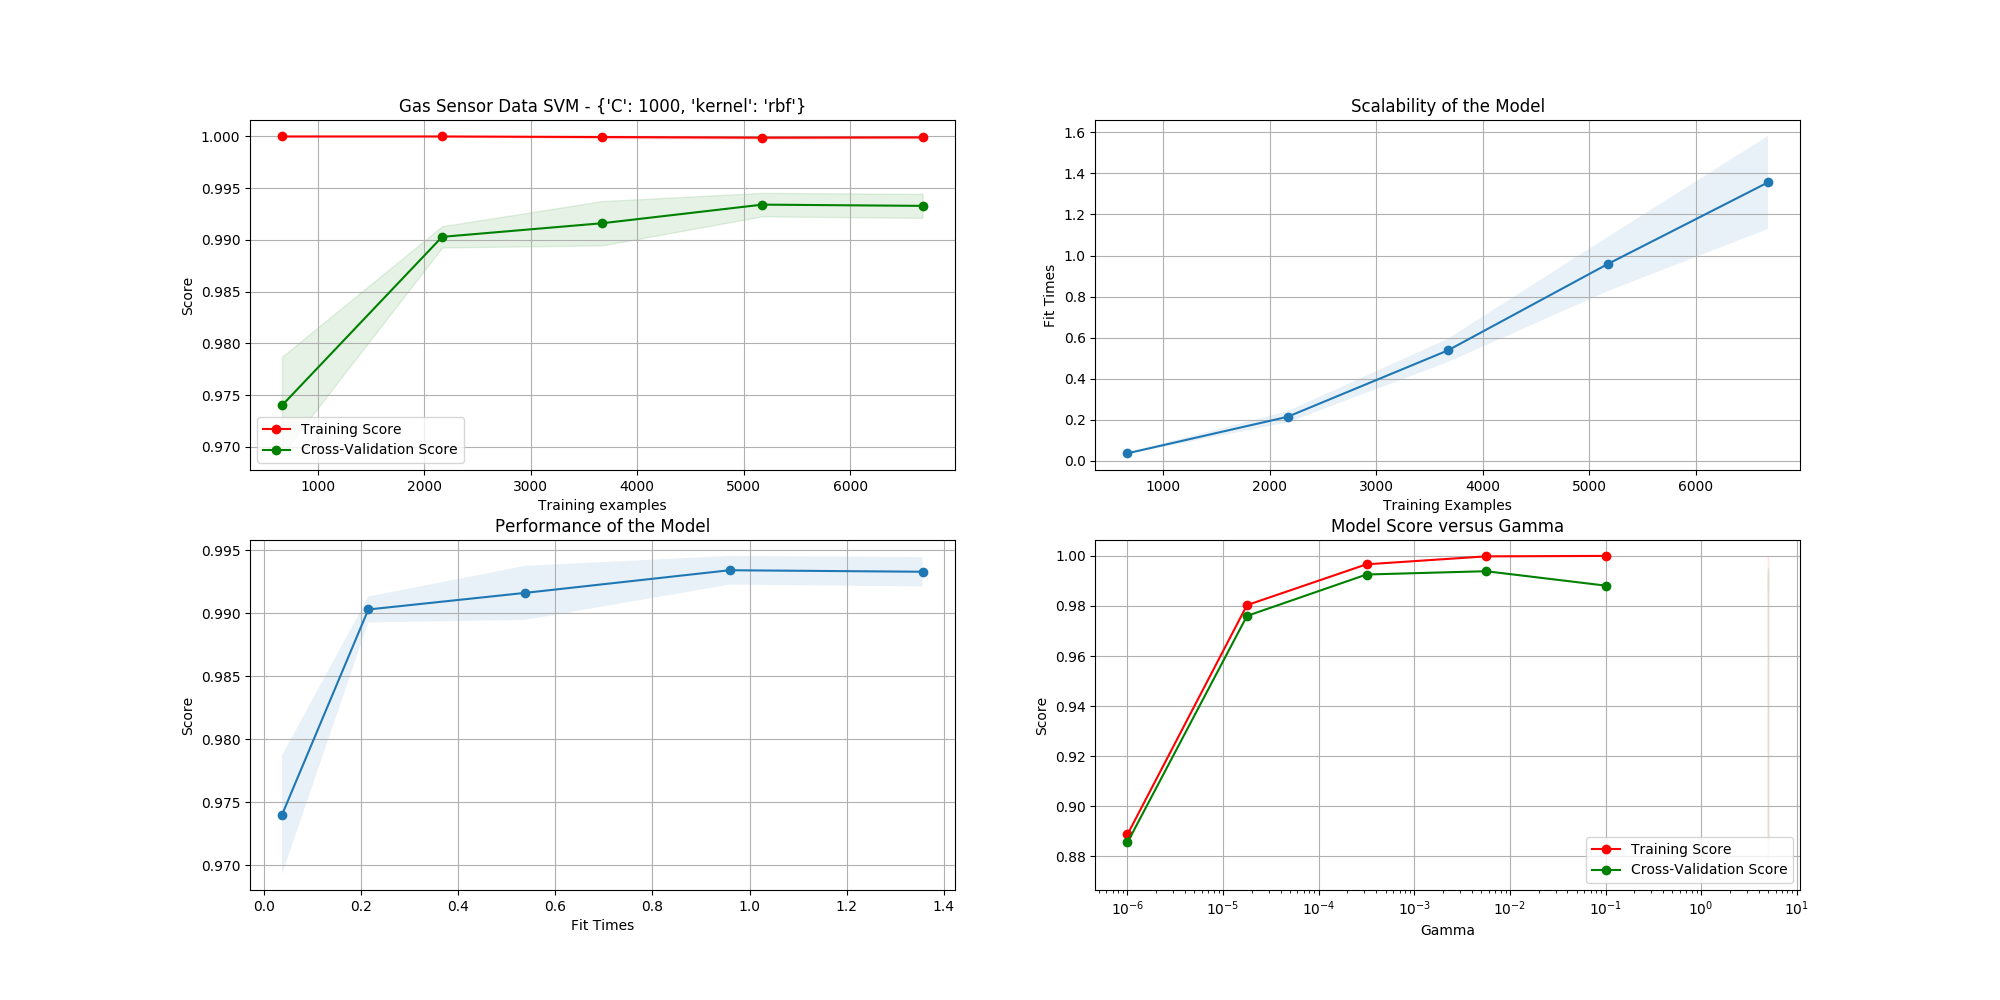 Gas Sensor Data SVM - {'C': 1000, 'kernel': 'rbf'}
1.000
0.995
0.990
0.985
0.980
0.975
0.970
Score
Training Score
Cross-Validation Score
1000 2000 3000 4000 5000 6000
Training examples
Scalability of the Model
1.6
1.4
1.2
1.0
0.8
0.6
0.4
0.2
0.0
Fit Times
1000 2000 3000 4000 5000 6000
Training Examples
Performance of the Model
0.995
0.990
0.985
0.980
0.975
0.970
Score
0.0 0.2 0.4 0.6 0.8 1.0 1.2 1.4
Fit Times
Model Score versus Gamma
1.00
0.98
0.96
0.94
0.92
0.90
0.88
Score
Training Score
Cross-Validation Score
10⁻⁶ 10⁻⁵ 10⁻⁴ 10⁻³ 10⁻² 10⁻¹ 10⁰ 10¹
Gamma